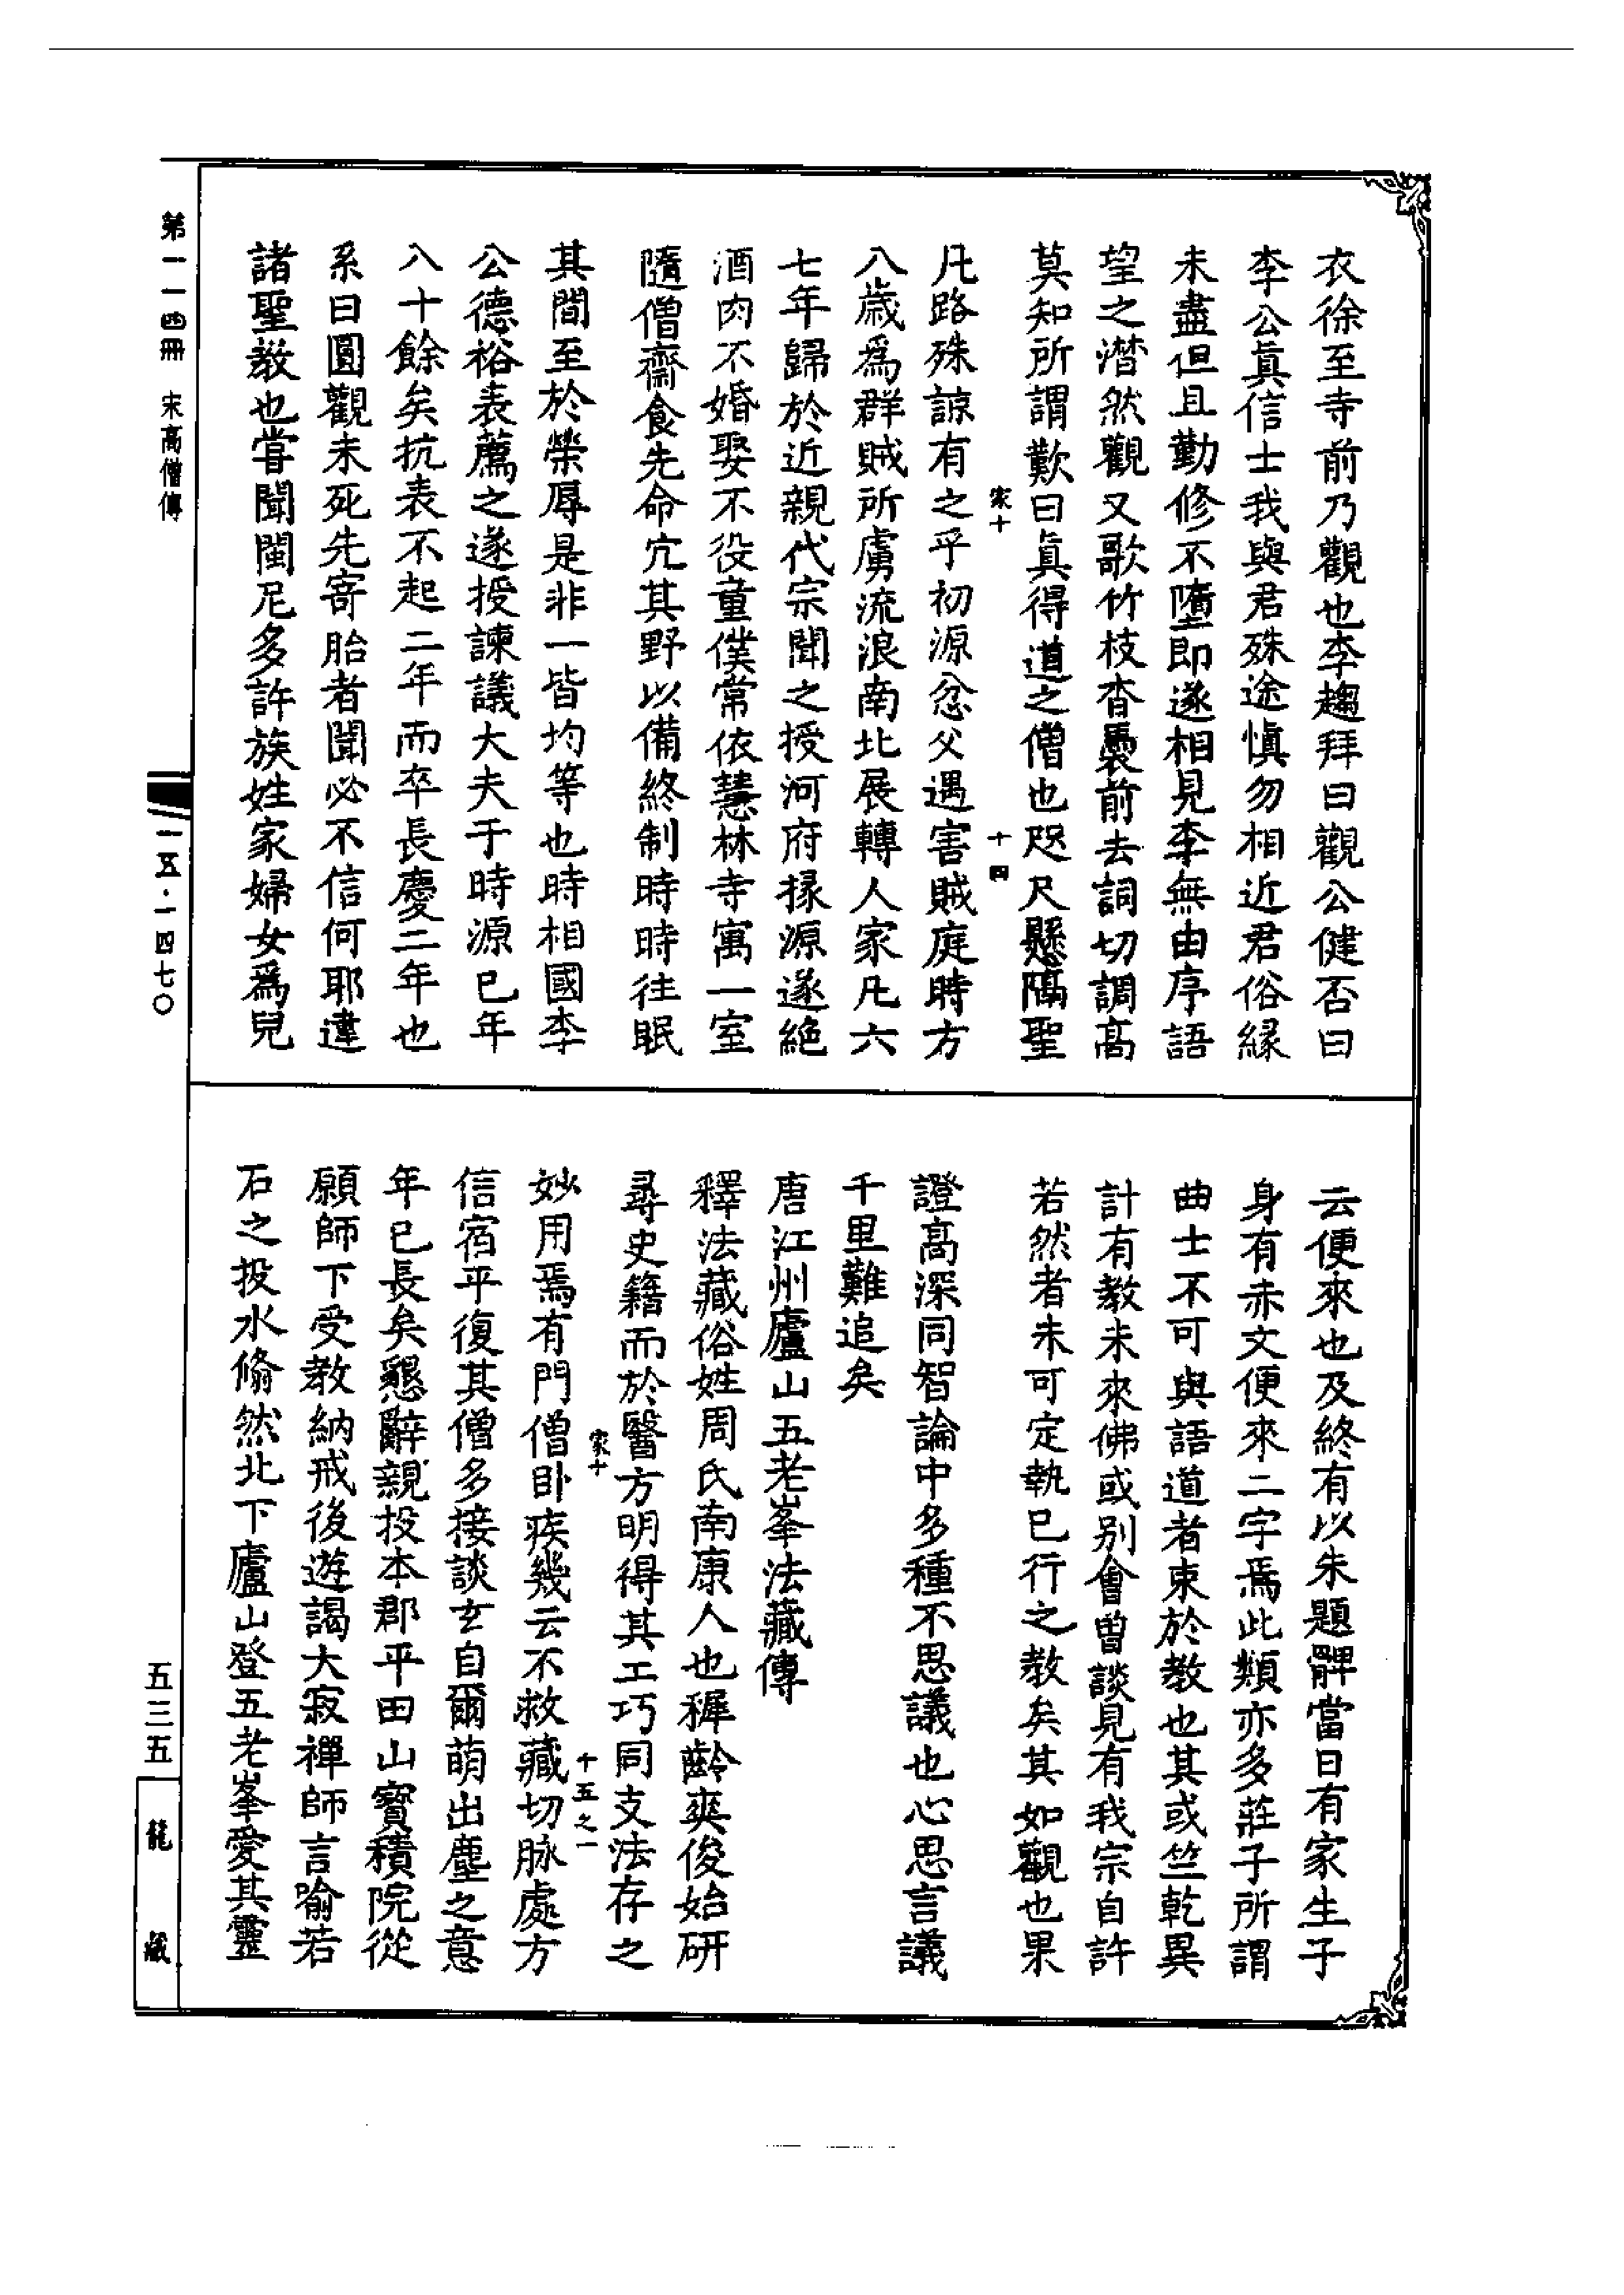 衣徐至寺前乃觀也李趨拜曰觀公健否曰
李公眞信士我與君殊途慎勿相近君俗緣
未盡但且勤修不墮即遂相見李無由序語
望之潸然觀又歌竹枝杳裊前去詞切調高
莫知所謂歎曰眞得道之僧也咫尺懸隔聖
家十
十四
凡路殊諒有之乎初源忿父遇害賊庭時方
八歲爲群賊所虜流浪南北展轉人家凡六
七年歸於近親代宗聞之授河府掾源遂絶
酒肉不婚娶不役童僕常依慧林寺寓一室
隨僧齋食先命穴其野以備終制時時往眠
其間至於榮辱是非一皆均等也時相國李
公德裕表薦之遂授諫議大夫于時源已年
八十餘矣抗表不起二年而卒長慶二年也
系曰圓觀未死先寄胎者聞必不信何耶違
諸聖教也甞聞閩尼多許族姓家婦女爲兒
云便來也及終有以朱題髀當日有家生子
身有赤文便來二字焉此類亦多莊子所謂
曲士不可與語道者束於教也其或竺乾異
計有教未來佛或別會曽談見有我宗自許
若然者未可定執已行之教矣其如觀也果
證高深同智論中多種不思議也心思言議
千里難追矣
唐江州廬山五老峯法藏傳
釋法藏俗姓周氏南康人也穉齡爽俊始研
尋史籍而於醫方明得其工巧同支法存之
家十
十五之一
妙用焉有門僧卧疾幾云不救藏切脉處方
信宿平復其僧多接談玄自爾萌出塵之意
年已長矣懇辭親投本郡平田山寶積院從
願師下受教納戒後遊謁大寂禪師言喻若
石之投水翛然北下廬山登五老峯愛其靈
第一一四冊 宋高僧傳
一五·一四七〇
五三五
龍藏